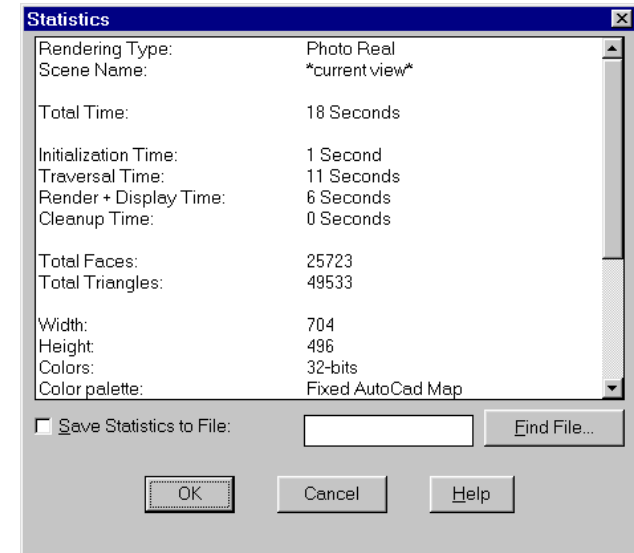 Statistics
Rendering Type: Photo Real
Scene Name: *current view*
Total Time: 18 Seconds
Initialization Time: 1 Second
Traversal Time: 11 Seconds
Render + Display Time: 6 Seconds
Cleanup Time: 0 Seconds
Total Faces: 25723
Total Triangles: 49533
Width: 704
Height: 496
Colors: 32-bits
Color palette: Fixed AutoCad Map
Save Statistics to File: Find File...
OK Cancel Help